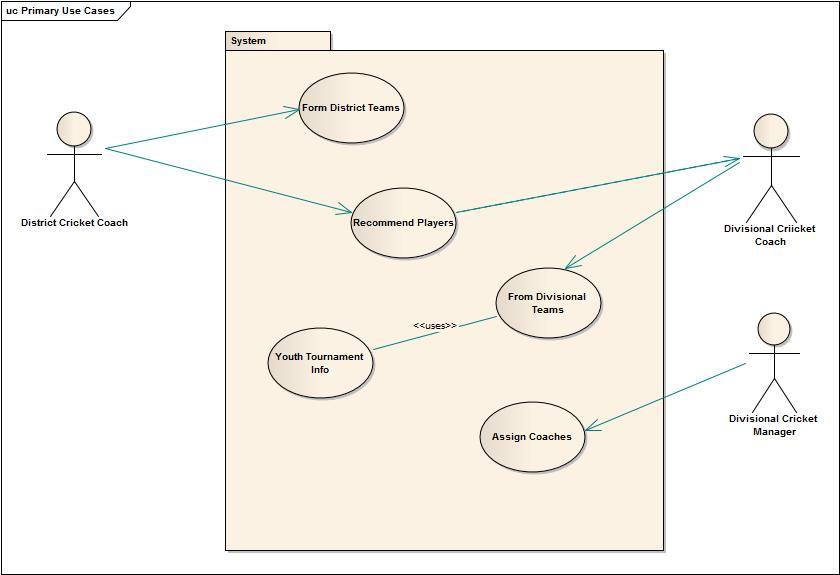 uc Primary Use Cases
System
Form District Teams
District Cricket Coach
Recommend Players
Divisional Criicket
Coach
From Divisional
Teams
<<uses>>
Youth Tournament
Info
Divisional Cricket
Manager
Assign Coaches